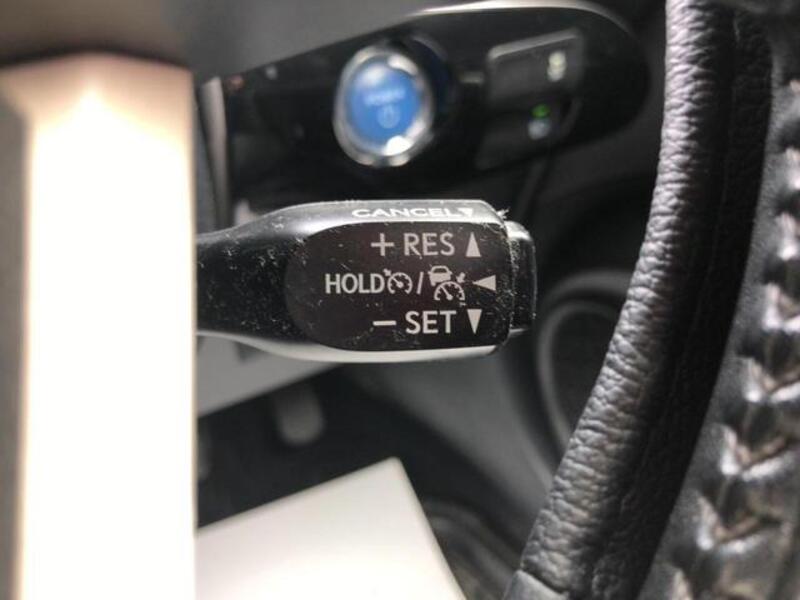 CANCEL▼
+ RES ▲
HOLD / ◀
− SET ▼